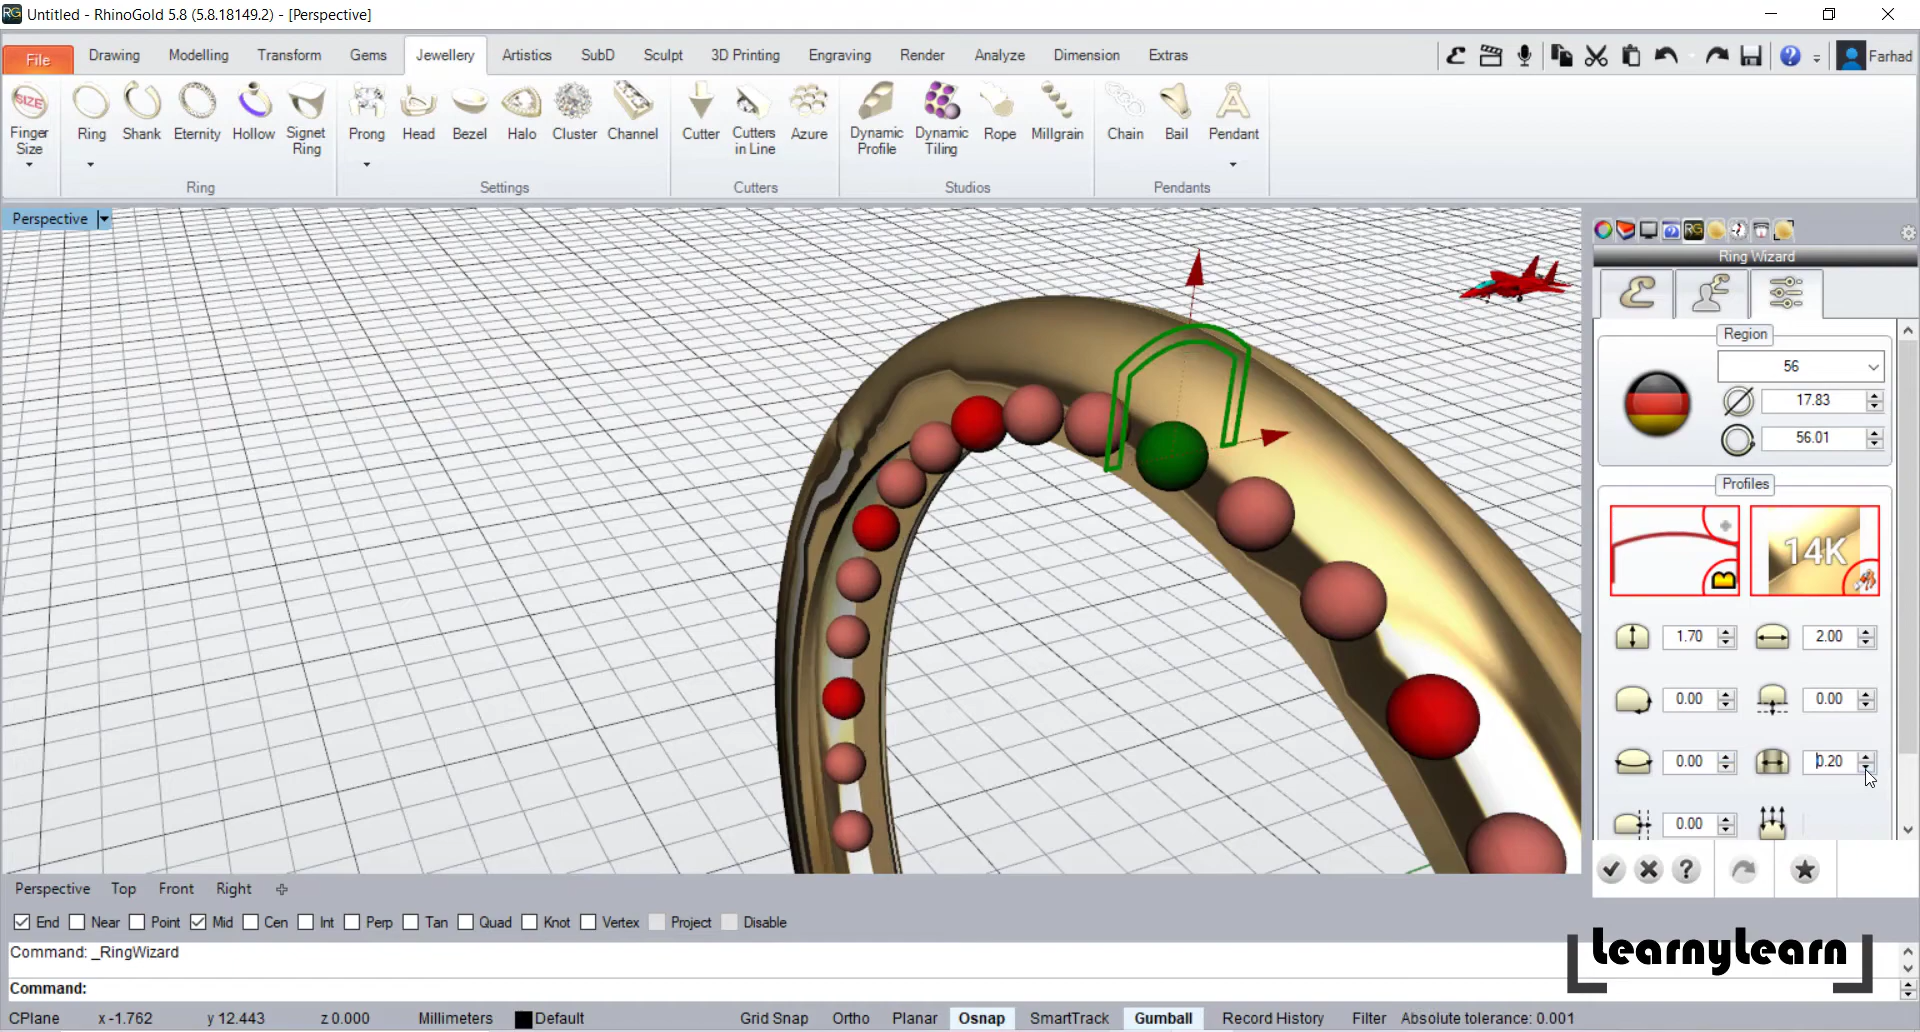 RG Untitled - RhinoGold 5.8 (5.8.18149.2) - [Perspective]
File Drawing Modelling Transform Gems Jewellery Artistics SubD Sculpt 3D Printing Engraving Render Analyze Dimension Extras Farhad
SIZE
Finger Size
Ring
Shank
Eternity
Hollow
Signet Ring
Prong
Head
Bezel
Halo
Cluster
Channel
Cutter
Cutters in Line
Azure
Dynamic Profile
Dynamic Tiling
Rope
Millgrain
Chain
Bail
Pendant
Ring Settings Cutters Studios Pendants
Perspective
RG
Ring Wizard
Region
56
17.83
56.01
Profiles
14K
1.70 2.00
0.00 0.00
0.00 0.20
0.00
Perspective Top Front Right
End Near Point Mid Cen Int Perp Tan Quad Knot Vertex Project Disable
Command: _RingWizard
Command:
LearnyLearn
CPlane x -1.762 y 12.443 z 0.000 Millimeters Default Grid Snap Ortho Planar Osnap SmartTrack Gumball Record History Filter Absolute tolerance: 0.001